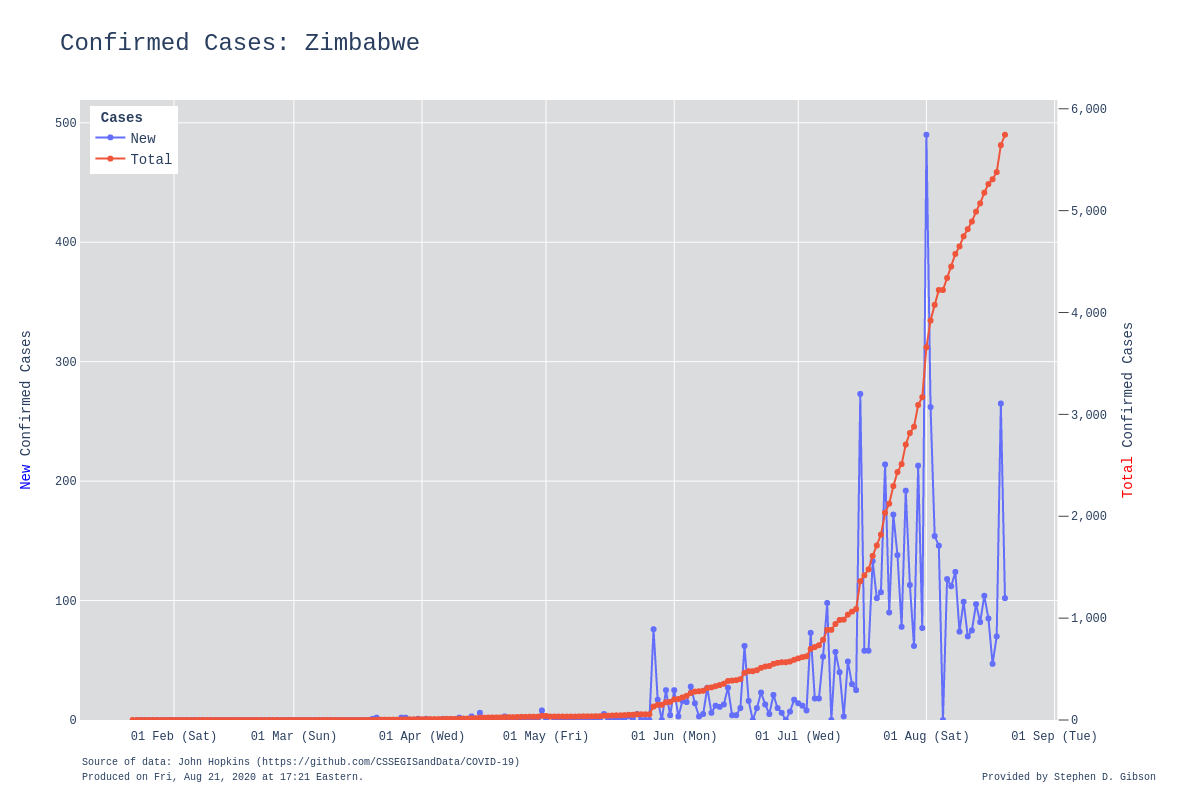 Confirmed Cases: Zimbabwe
Cases
New
Total
500
400
300
200
100
0
6,000
5,000
4,000
3,000
2,000
1,000
0
New Confirmed Cases
Total Confirmed Cases
01 Feb (Sat)
01 Mar (Sun)
01 Apr (Wed)
01 May (Fri)
01 Jun (Mon)
01 Jul (Wed)
01 Aug (Sat)
01 Sep (Tue)
Source of data: John Hopkins (https://github.com/CSSEGISandData/COVID-19)
Produced on Fri, Aug 21, 2020 at 17:21 Eastern.
Provided by Stephen D. Gibson